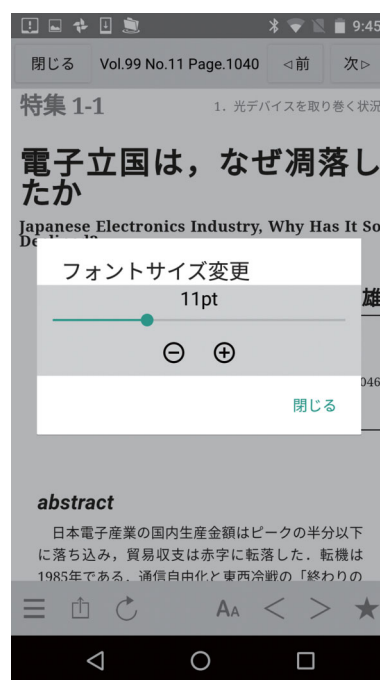 9:45
閉じる Vol.99 No.11 Page.1040 ◁前 次▷
特集 1-1 1. 光デバイスを取り巻く状況
電子立国は，なぜ凋落し
たか
Japanese Electronics Industry, Why Has It So
フォントサイズ変更
11pt
雄
046
閉じる
abstract
日本電子産業の国内生産金額はピークの半分以下
に落ち込み，貿易収支は赤字に転落した．転機は
1985年である．通信自由化と東西冷戦の「終わりの
AA